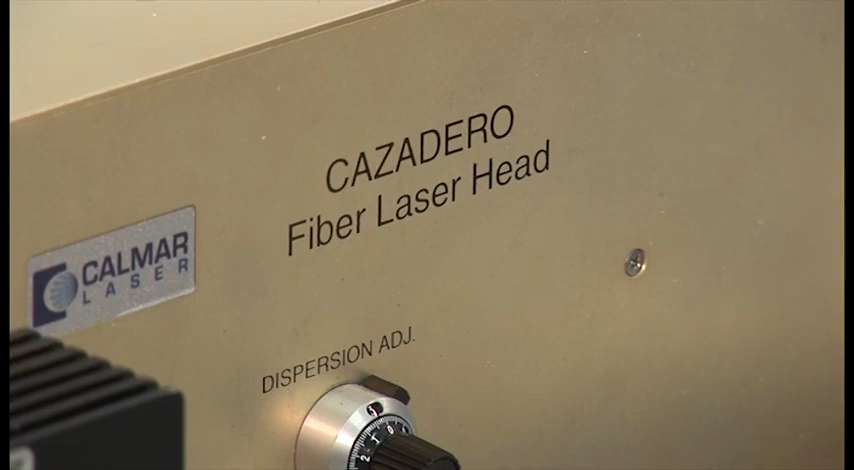 CAZADERO
Fiber Laser Head
CALMAR
LASER
DISPERSION ADJ.